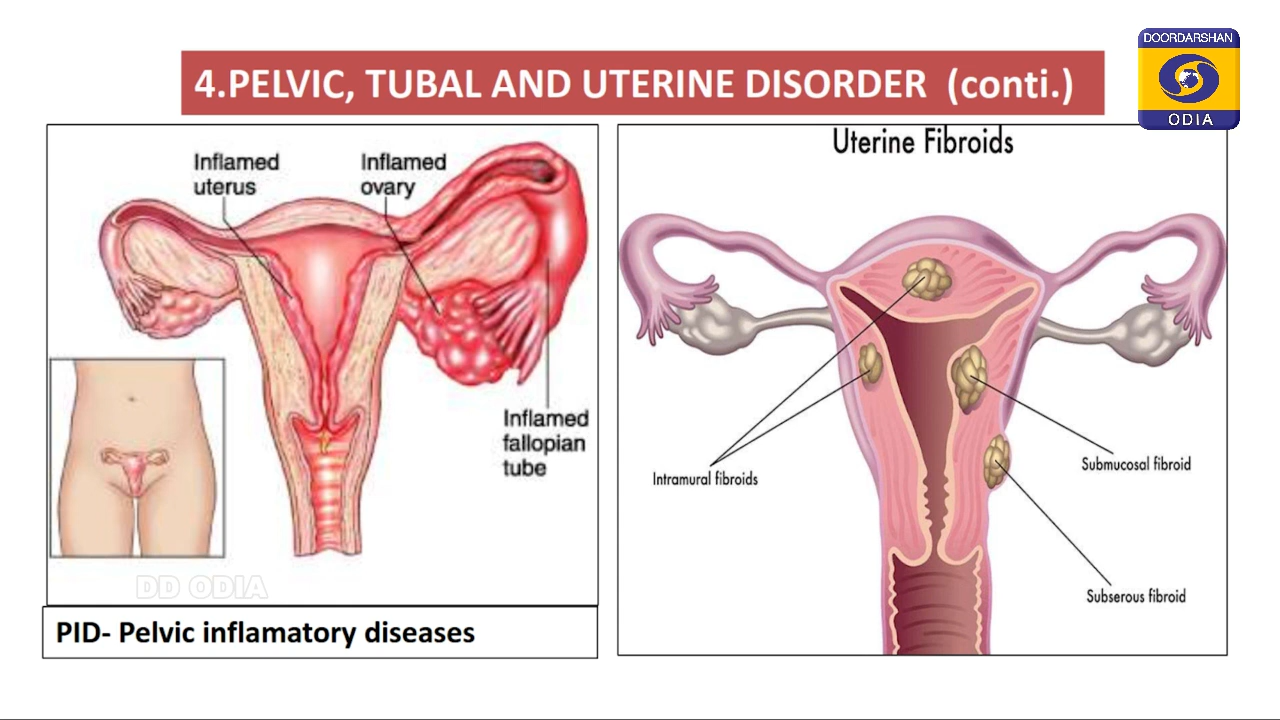 4.PELVIC, TUBAL AND UTERINE DISORDER (conti.)
DOORDARSHAN
ODIA
Inflamed
uterus
Inflamed
ovary
Inflamed
fallopian
tube
DD ODIA
PID- Pelvic inflamatory diseases
Uterine Fibroids
Intramural fibroids
Submucosal fibroid
Subserous fibroid